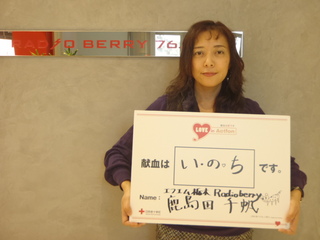 RADIO BERRY 76.
LOVE
献血は い・の・ち です。
エフエム栃木 Radioberry
Name: 鹿島田 千帆